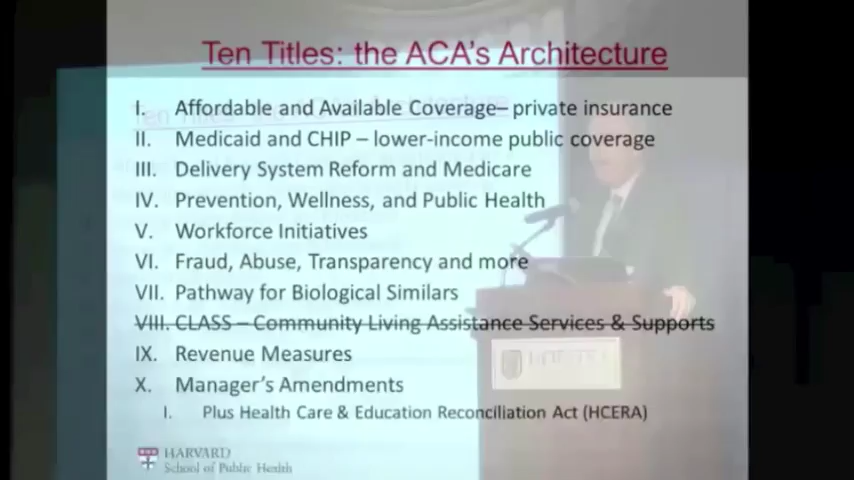 Ten Titles: the ACA's Architecture
I. Affordable and Available Coverage– private insurance
II. Medicaid and CHIP – lower-income public coverage
III. Delivery System Reform and Medicare
IV. Prevention, Wellness, and Public Health
V. Workforce Initiatives
VI. Fraud, Abuse, Transparency and more
VII. Pathway for Biological Similars
VIII. CLASS – Community Living Assistance Services & Supports
IX. Revenue Measures
X. Manager's Amendments
I. Plus Health Care & Education Reconciliation Act (HCERA)
HARVARD
School of Public Health